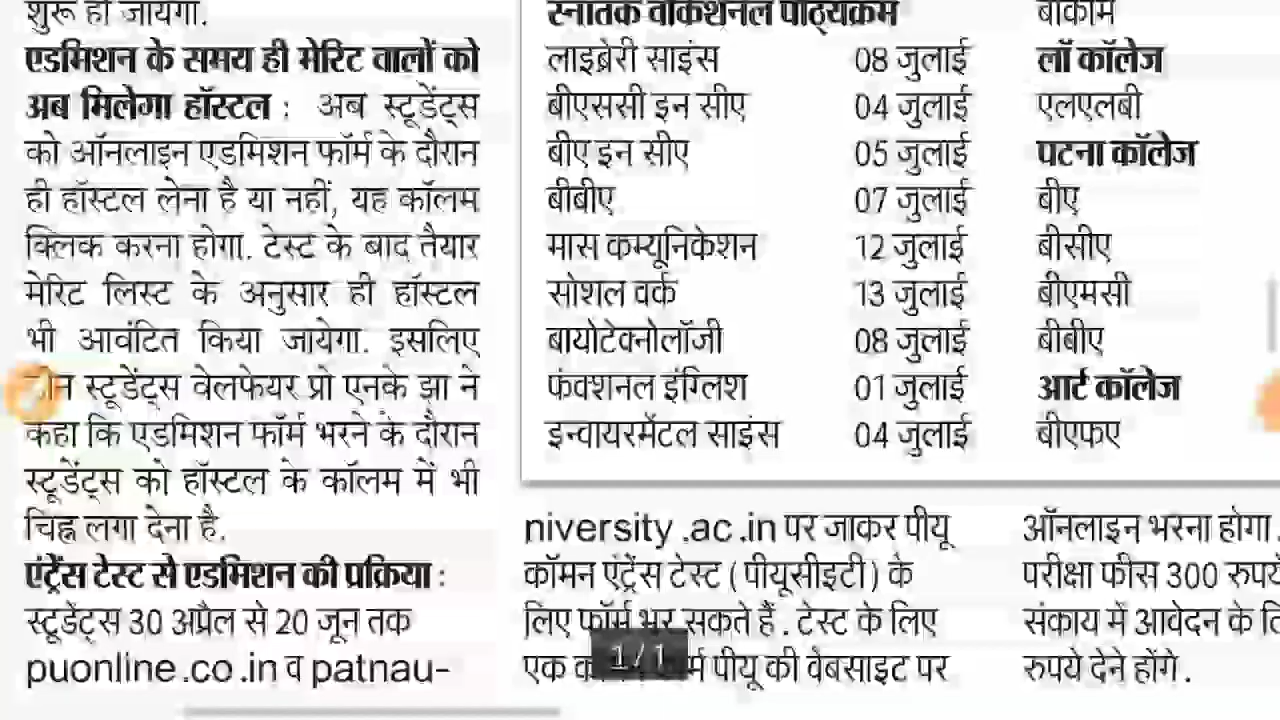 शुरू हो जायेगा.
एडमिशन के समय ही मेरिट वालों को
अब मिलेगा हॉस्टल : अब स्टूडेंट्स
को ऑनलाइन एडमिशन फॉर्म के दौरान
ही हॉस्टल लेना है या नहीं, यह कॉलम
क्लिक करना होगा. टेस्ट के बाद तैयार
मेरिट लिस्ट के अनुसार ही हॉस्टल
भी आवंटित किया जायेगा. इसलिए
स्टूडेंट्स वेलफेयर प्रो एनके झा ने
कहा कि एडमिशन फॉर्म भरने के दौरान
स्टूडेंट्स को हॉस्टल के कॉलम में भी
चिह्न लगा देना है.
एंट्रेंस टेस्ट से एडमिशन की प्रक्रिया :
स्टूडेंट्स 30 अप्रैल से 20 जून तक
puonline.co.in व patnau-
स्नातक वोकेशनल पाठ्यक्रम
लाइब्रेरी साइंस 08 जुलाई
बीएससी इन सीए 04 जुलाई
बीए इन सीए 05 जुलाई
बीबीए 07 जुलाई
मास कम्यूनिकेशन 12 जुलाई
सोशल वर्क 13 जुलाई
बायोटेक्नोलॉजी 08 जुलाई
फंक्शनल इंग्लिश 01 जुलाई
इन्वायरमेंटल साइंस 04 जुलाई
बीकॉम
लॉ कॉलेज
एलएलबी
पटना कॉलेज
बीए
बीसीए
बीएमसी
बीबीए
आर्ट कॉलेज
बीएफए
niversity.ac.in पर जाकर पीयू
कॉमन एंट्रेंस टेस्ट (पीयूसीइटी) के
लिए फॉर्म भर सकते हैं. टेस्ट के लिए
एक पीयू की वेबसाइट पर
ऑनलाइन भरना होगा.
परीक्षा फीस 300 रुपये
संकाय में आवेदन के
रुपये देने होंगे.
1/1